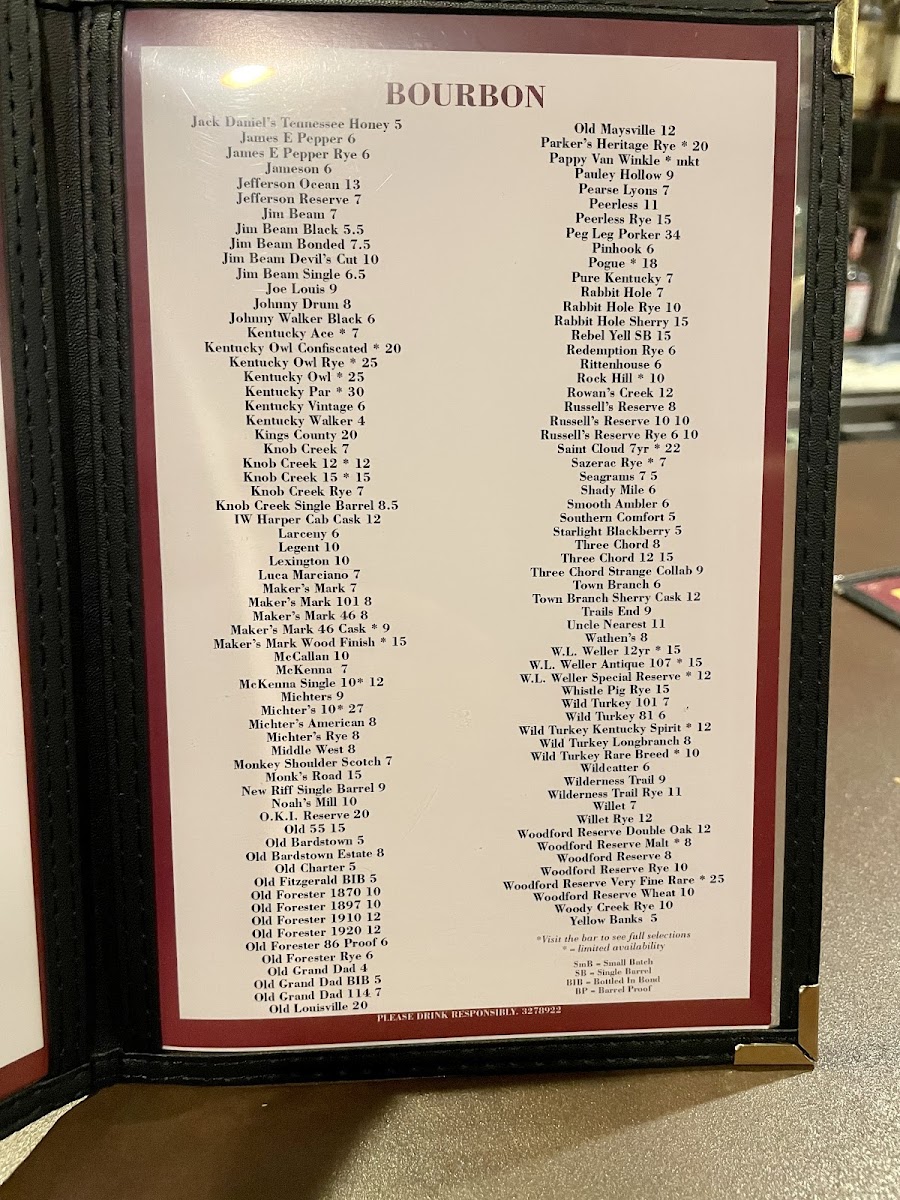 BOURBON
Jack Daniel's Tennessee Honey 5
James E Pepper 6
James E Pepper Rye 6
Jameson 6
Jefferson Ocean 13
Jefferson Reserve 7
Jim Beam 7
Jim Beam Black 5.5
Jim Beam Bonded 7.5
Jim Beam Devil's Cut 10
Jim Beam Single 6.5
Joe Louis 9
Johnny Drum 8
Johnny Walker Black 6
Kentucky Ace * 7
Kentucky Owl Confiscated * 20
Kentucky Owl Rye * 25
Kentucky Owl * 25
Kentucky Par * 30
Kentucky Vintage 6
Kentucky Walker 4
Kings County 20
Knob Creek 7
Knob Creek 12 * 12
Knob Creek 15 * 15
Knob Creek Rye 7
Knob Creek Single Barrel 8.5
IW Harper Cab Cask 12
Larceny 6
Legent 10
Lexington 10
Luca Marciano 7
Maker's Mark 7
Maker's Mark 101 8
Maker's Mark 46 8
Maker's Mark 46 Cask * 9
Maker's Mark Wood Finish * 15
McCallan 10
McKenna 7
McKenna Single 10* 12
Michters 9
Michter's 10* 27
Michter's American 8
Michter's Rye 8
Middle West 8
Monkey Shoulder Scotch 7
Monk's Road 15
New Riff Single Barrel 9
Noah's Mill 10
O.K.I. Reserve 20
Old 55 15
Old Bardstown 5
Old Bardstown Estate 8
Old Charter 5
Old Fitzgerald BIB 5
Old Forester 1870 10
Old Forester 1897 10
Old Forester 1910 12
Old Forester 1920 12
Old Forester 86 Proof 6
Old Forester Rye 6
Old Grand Dad 4
Old Grand Dad BIB 5
Old Grand Dad 114 7
Old Louisville 20
Old Maysville 12
Parker's Heritage Rye * 20
Pappy Van Winkle * mkt
Pauley Hollow 9
Pearse Lyons 7
Peerless 11
Peerless Rye 15
Peg Leg Porker 34
Pinhook 6
Pogue * 18
Pure Kentucky 7
Rabbit Hole 7
Rabbit Hole Rye 10
Rabbit Hole Sherry 15
Rebel Yell SB 15
Redemption Rye 6
Rittenhouse 6
Rock Hill * 10
Rowan's Creek 12
Russell's Reserve 8
Russell's Reserve 10 10
Russell's Reserve Rye 6 10
Saint Cloud 7yr * 22
Sazerac Rye * 7
Seagrams 7 5
Shady Mile 6
Smooth Ambler 6
Southern Comfort 5
Starlight Blackberry 5
Three Chord 8
Three Chord 12 15
Three Chord Strange Collab 9
Town Branch 6
Town Branch Sherry Cask 12
Trails End 9
Uncle Nearest 11
Wathen's 8
W.L. Weller 12yr * 15
W.L. Weller Antique 107 * 15
W.L. Weller Special Reserve * 12
Whistle Pig Rye 15
Wild Turkey 101 7
Wild Turkey 81 6
Wild Turkey Kentucky Spirit * 12
Wild Turkey Longbranch 8
Wild Turkey Rare Breed * 10
Wildcatter 6
Wilderness Trail 9
Wilderness Trail Rye 11
Willet 7
Willet Rye 12
Woodford Reserve Double Oak 12
Woodford Reserve Malt * 8
Woodford Reserve 8
Woodford Reserve Rye 10
Woodford Reserve Very Fine Rare * 25
Woodford Reserve Wheat 10
Woody Creek Rye 10
Yellow Banks 5
*Visit the bar to see full selections
* = limited availability
SmB = Small Batch
SB = Single Barrel
BIB = Bottled In Bond
BP = Barrel Proof
PLEASE DRINK RESPONSIBLY. 3278922